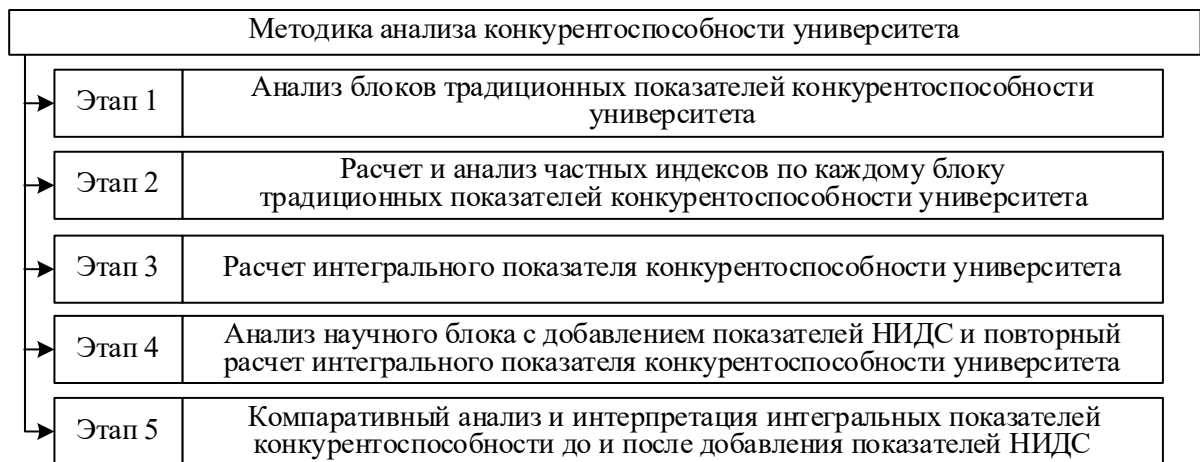 Методика анализа конкурентоспособности университета
Этап 1
Анализ блоков традиционных показателей конкурентоспособности
университета
Этап 2
Расчет и анализ частных индексов по каждому блоку
традиционных показателей конкурентоспособности университета
Этап 3
Расчет интегрального показателя конкурентоспособности университета
Этап 4
Анализ научного блока с добавлением показателей НИДС и повторный
расчет интегрального показателя конкурентоспособности университета
Этап 5
Компаративный анализ и интерпретация интегральных показателей
конкурентоспособности до и после добавления показателей НИДС